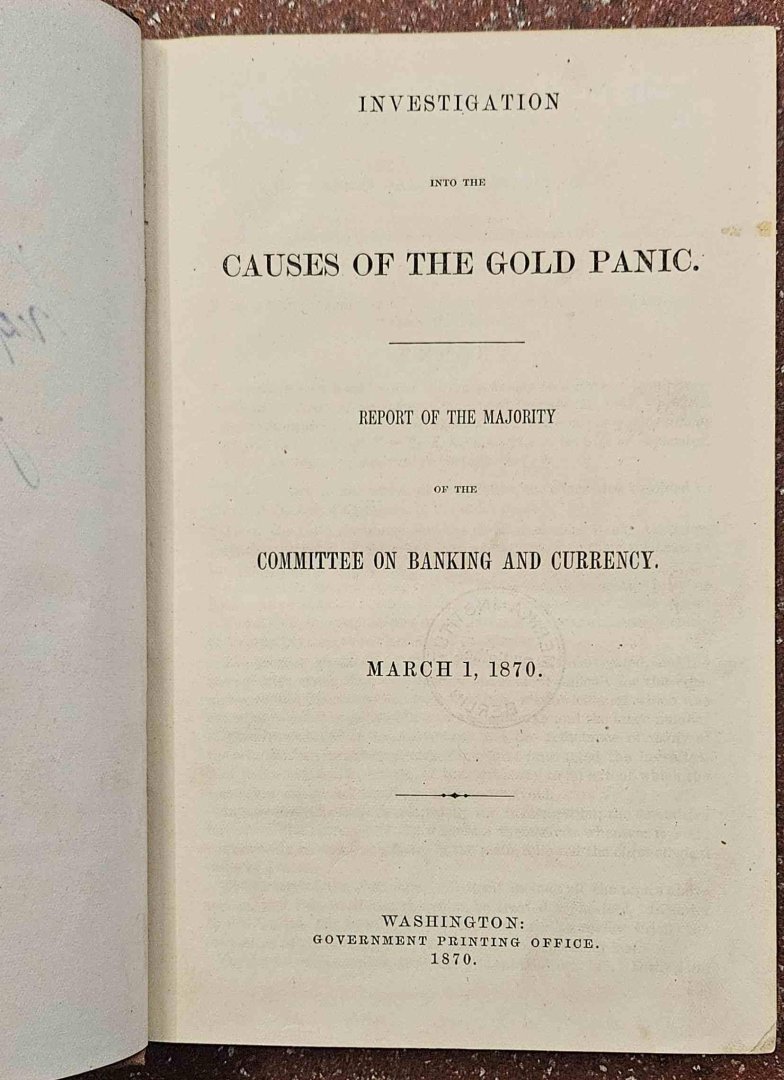 INVESTIGATION
INTO THE
CAUSES OF THE GOLD PANIC.
REPORT OF THE MAJORITY
OF THE
COMMITTEE ON BANKING AND CURRENCY.
MARCH 1, 1870.
WASHINGTON:
GOVERNMENT PRINTING OFFICE.
1870.